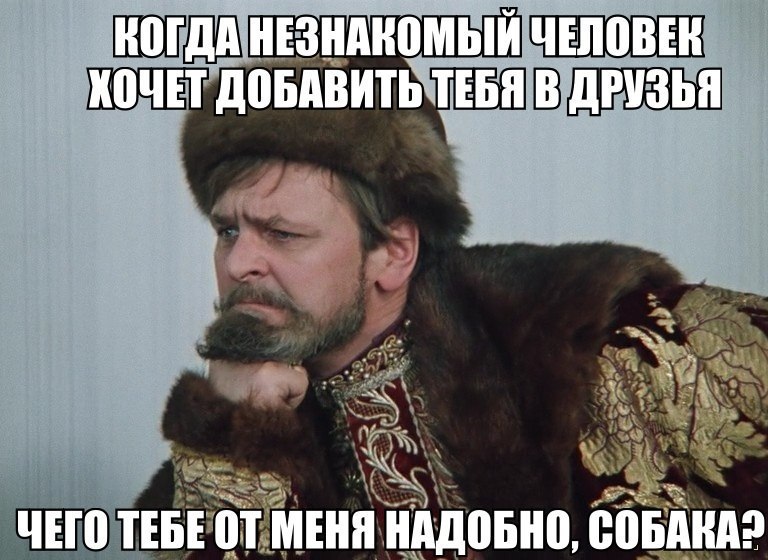 КОГДА НЕЗНАКОМЫЙ ЧЕЛОВЕК
ХОЧЕТ ДОБАВИТЬ ТЕБЯ В ДРУЗЬЯ
ЧЕГО ТЕБЕ ОТ МЕНЯ НАДОБНО, СОБАКА?